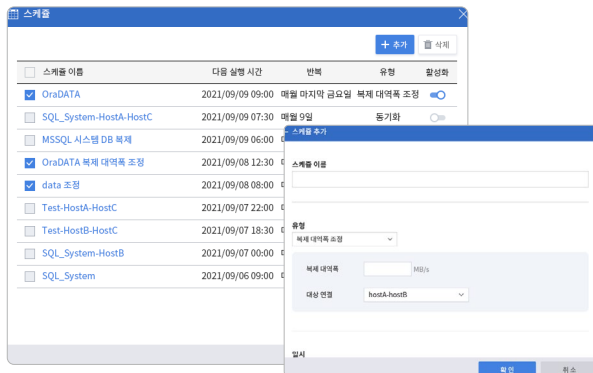 스케쥴
+ 추가
삭제
스케쥴 이름 다음 실행 시간 반복 유형 활성화
OraDATA 2021/09/09 09:00 매월 마지막 금요일 복제 대역폭 조정
SQL_System-HostA-HostC 2021/09/09 07:30 매월 9일 동기화
MSSQL 시스템 DB 복제 2021/09/09 06:00
OraDATA 복제 대역폭 조정 2021/09/08 12:30
data 조정 2021/09/08 08:00
Test-HostA-HostC 2021/09/07 22:00
Test-HostB-HostC 2021/09/07 18:30
SQL_System-HostB 2021/09/07 00:00
SQL_System 2021/09/06 09:00
스케쥴 추가
스케쥴 이름
유형
복제 대역폭 조정
복제 대역폭 MB/s
대상 연결 hostA-hostB
일시
확인 취소